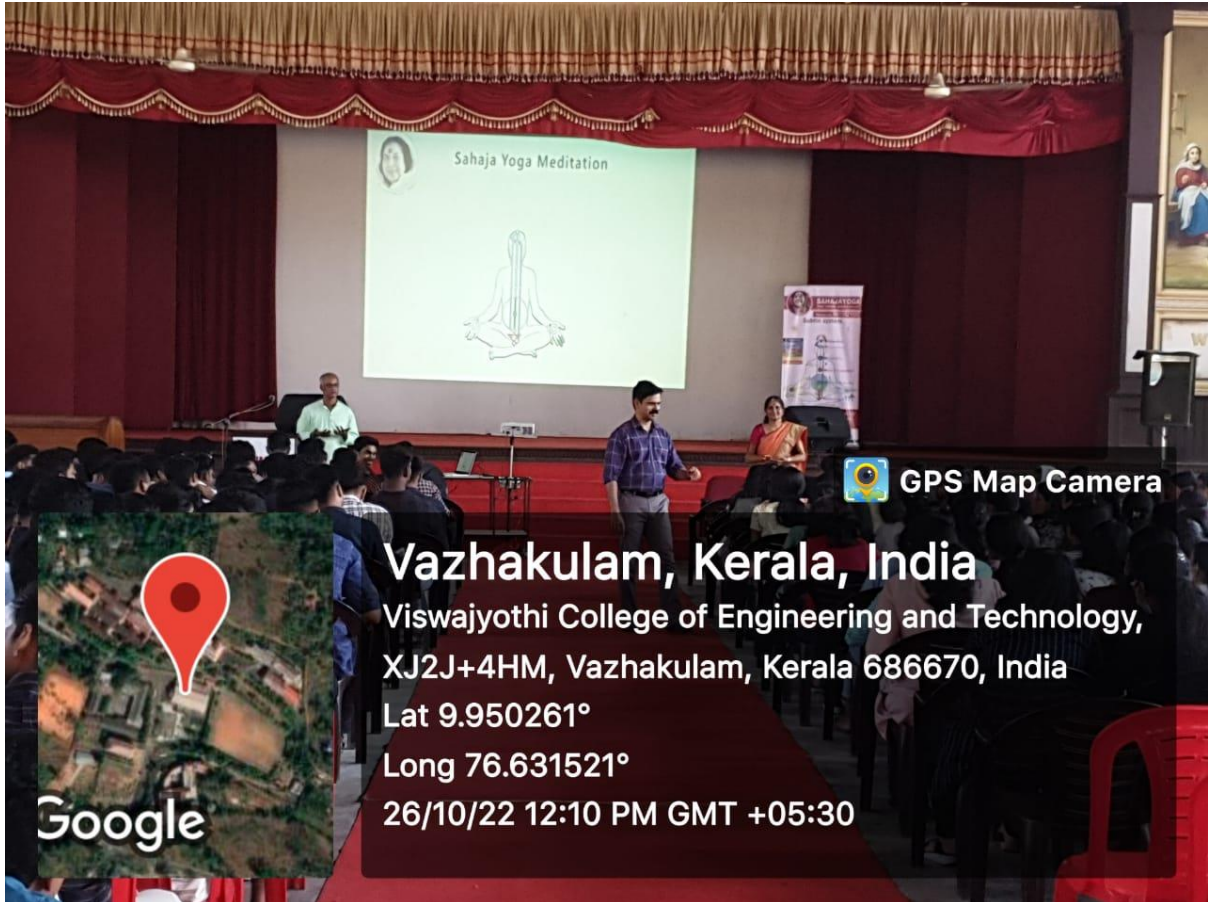 Sahaja Yoga Meditation
SAHAJAYOGA
GPS Map Camera
Vazhakulam, Kerala, India
Viswajyothi College of Engineering and Technology,
XJ2J+4HM, Vazhakulam, Kerala 686670, India
Lat 9.950261°
Long 76.631521°
26/10/22 12:10 PM GMT +05:30
Google